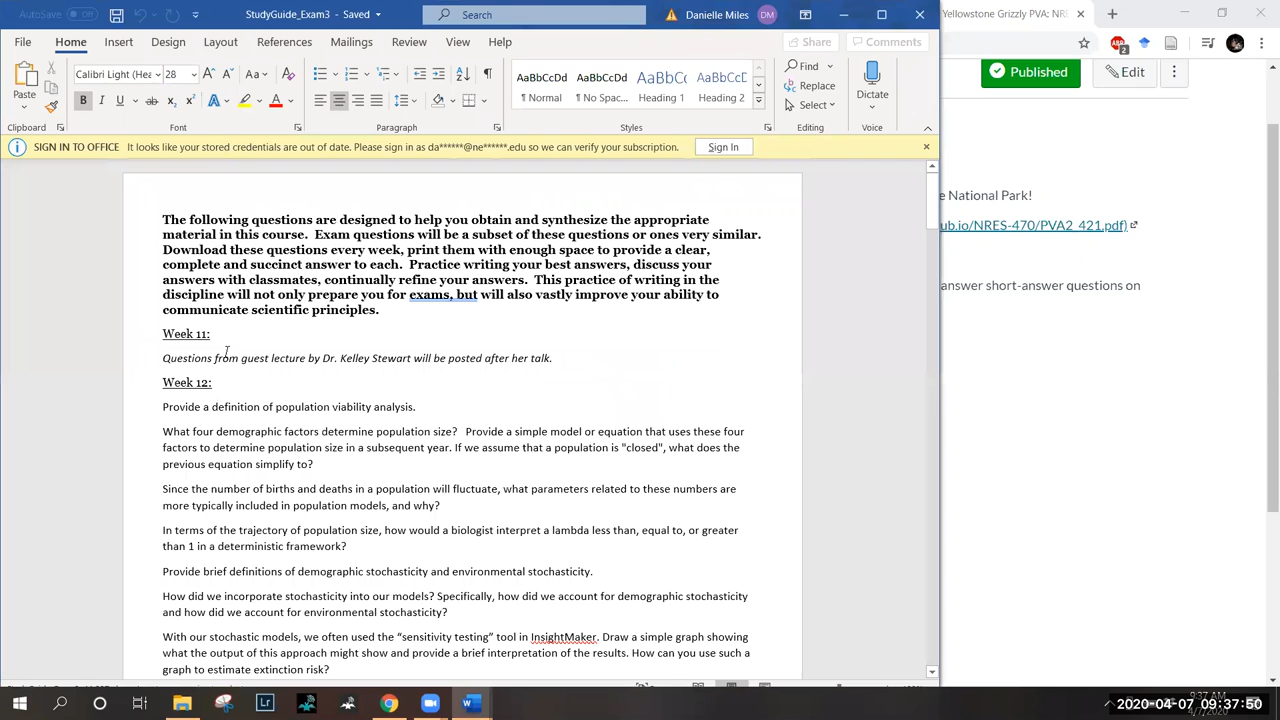 AutoSave Off
StudyGuide_Exam3 - Saved
Search
Danielle Miles DM
Yellowstone Grizzly PVA: NRE
File Home Insert Design Layout References Mailings Review View Help Share Comments
2
Published Edit
Calibri Light (Hea 28 Aa
AaBbCcDd AaBbCcDd AaBbC( AaBbCcD
¶ Normal ¶ No Spac... Heading 1 Heading 2
Find
Replace
Select
Paste
B I U ab x₂ x² A A
Dictate
Clipboard Font Paragraph Styles Editing Voice
SIGN IN TO OFFICE It looks like your stored credentials are out of date. Please sign in as da******@ne******.edu so we can verify your subscription. Sign In
The following questions are designed to help you obtain and synthesize the appropriate
material in this course. Exam questions will be a subset of these questions or ones very similar.
Download these questions every week, print them with enough space to provide a clear,
complete and succinct answer to each. Practice writing your best answers, discuss your
answers with classmates, continually refine your answers. This practice of writing in the
discipline will not only prepare you for exams, but will also vastly improve your ability to
communicate scientific principles.
Week 11:
Questions from guest lecture by Dr. Kelley Stewart will be posted after her talk.
Week 12:
Provide a definition of population viability analysis.
What four demographic factors determine population size? Provide a simple model or equation that uses these four
factors to determine population size in a subsequent year. If we assume that a population is "closed", what does the
previous equation simplify to?
Since the number of births and deaths in a population will fluctuate, what parameters related to these numbers are
more typically included in population models, and why?
In terms of the trajectory of population size, how would a biologist interpret a lambda less than, equal to, or greater
than 1 in a deterministic framework?
Provide brief definitions of demographic stochasticity and environmental stochasticity.
How did we incorporate stochasticity into our models? Specifically, how did we account for demographic stochasticity
and how did we account for environmental stochasticity?
With our stochastic models, we often used the “sensitivity testing” tool in InsightMaker. Draw a simple graph showing
what the output of this approach might show and provide a brief interpretation of the results. How can you use such a
graph to estimate extinction risk?
e National Park!
ub.io/NRES-470/PVA2_421.pdf)
answer short-answer questions on
2020-04-07 09:37:50